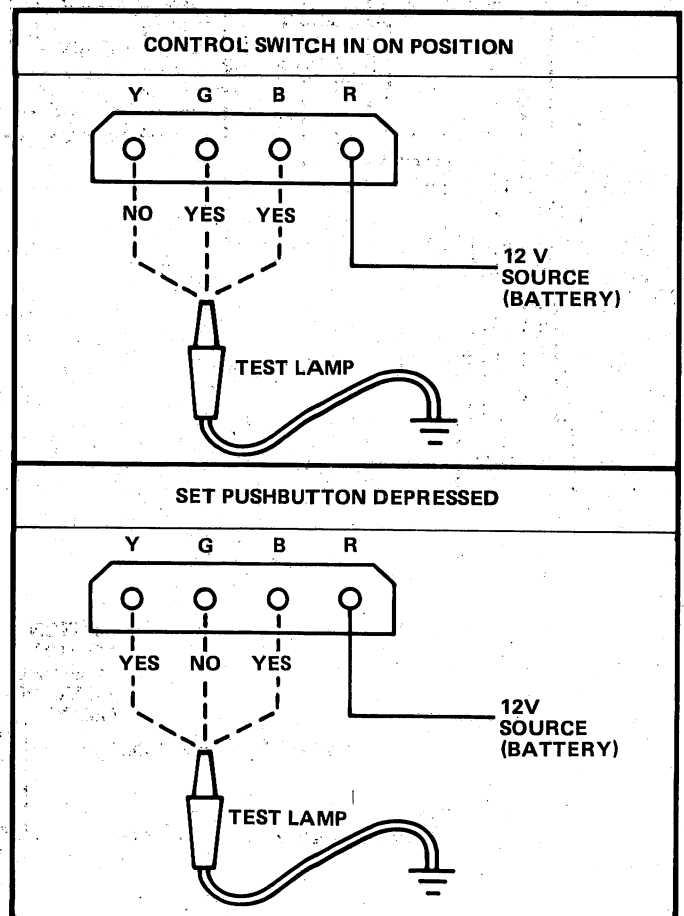 CONTROL SWITCH IN ON POSITION
Y G B R
NO YES YES
12 V
SOURCE
(BATTERY)
TEST LAMP
SET PUSHBUTTON DEPRESSED
Y G B R
YES NO YES
12V
SOURCE
(BATTERY)
TEST LAMP